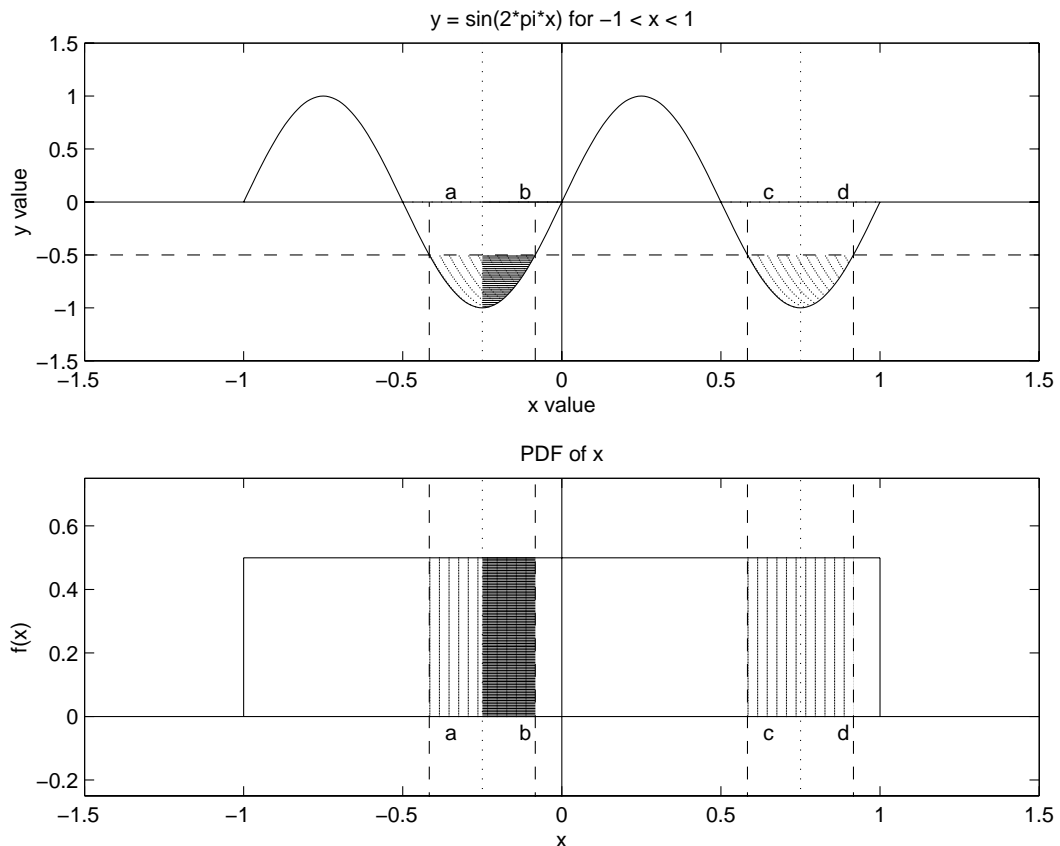 y = sin(2*pi*x) for −1 < x < 1
1.5
1
0.5
0
−0.5
−1
−1.5
y value
a b c d
−1.5 −1 −0.5 0 0.5 1 1.5
x value
PDF of x
0.6
0.4
0.2
0
−0.2
f(x)
a b c d
−1.5 −1 −0.5 0 0.5 1 1.5
x